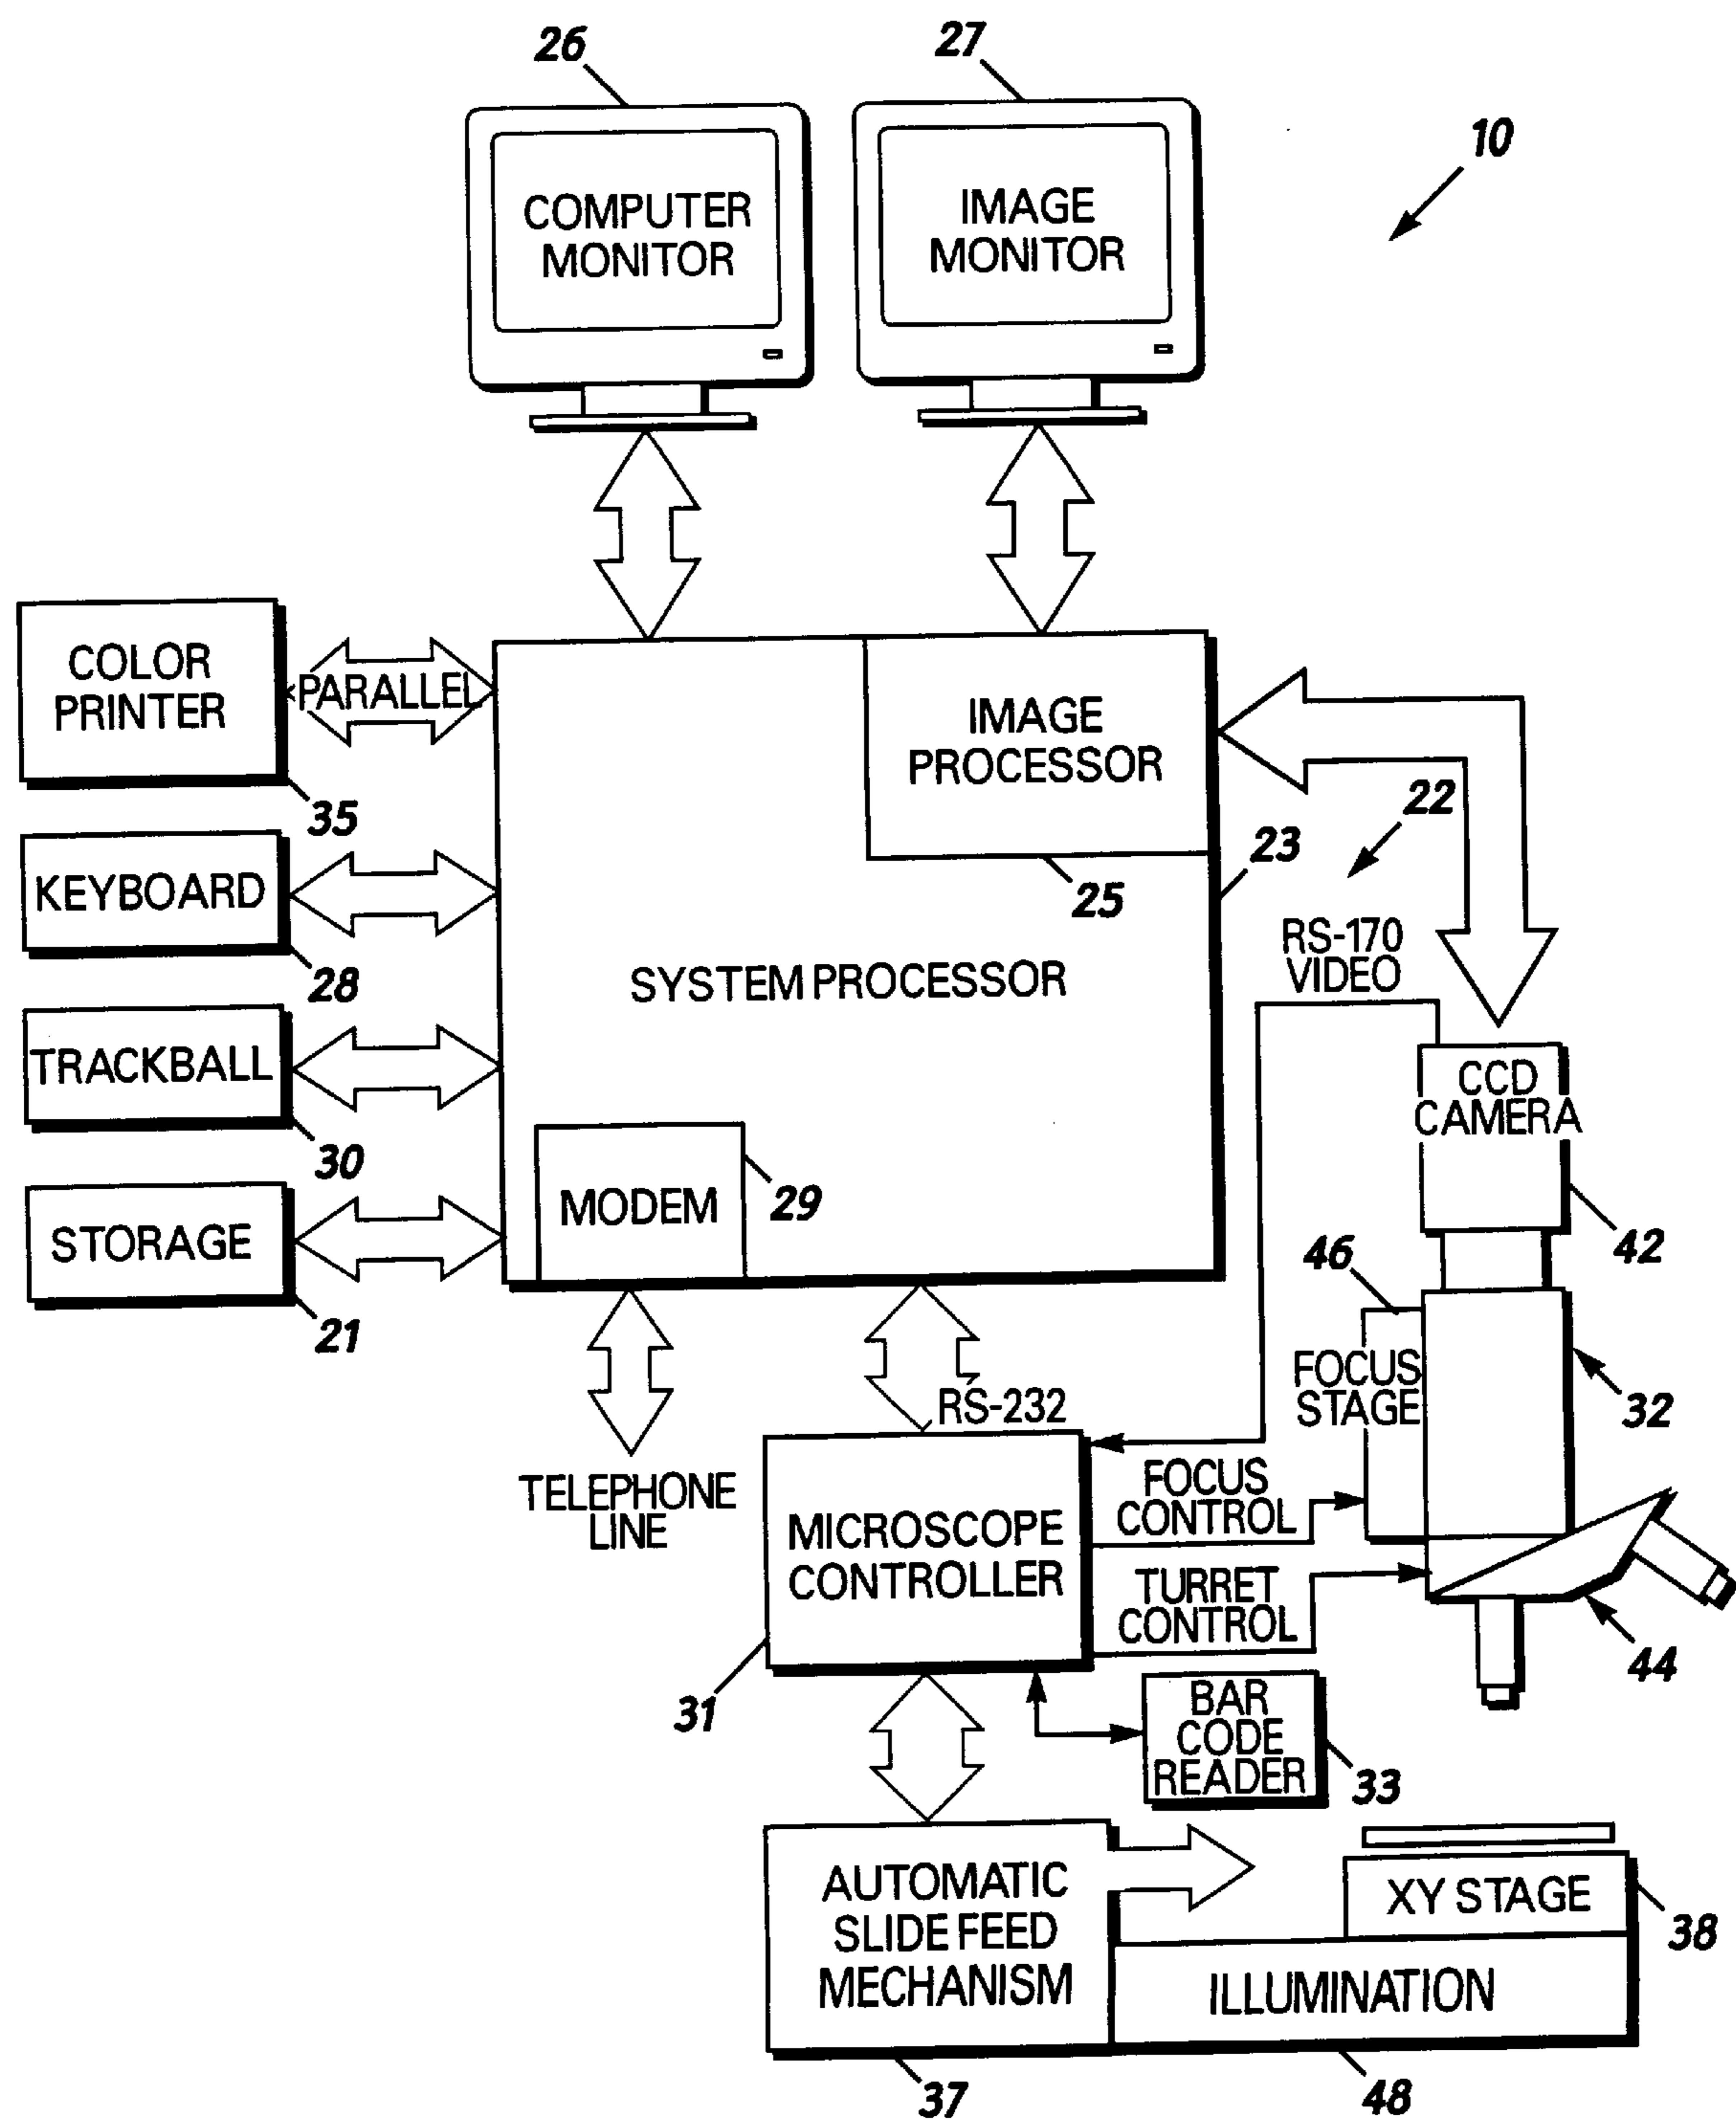 26
27
10
COMPUTER
MONITOR
IMAGE
MONITOR
COLOR
PRINTER
PARALLEL
35
IMAGE
PROCESSOR
25
23
22
KEYBOARD
28
SYSTEM PROCESSOR
RS-170
VIDEO
TRACKBALL
30
CCD
CAMERA
42
STORAGE
21
MODEM
29
46
FOCUS
STAGE
32
RS-232
TELEPHONE
LINE
MICROSCOPE
CONTROLLER
31
FOCUS
CONTROL
TURRET
CONTROL
44
BAR
CODE
READER
33
AUTOMATIC
SLIDE FEED
MECHANISM
37
XY STAGE
38
ILLUMINATION
48